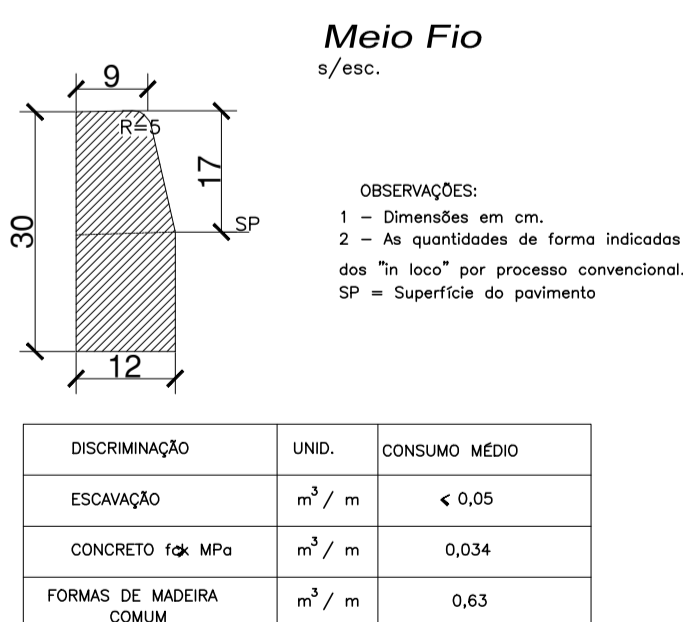 Meio Fio
s/esc.
9
R=5
17
30
SP
12
OBSERVAÇÕES:
1 - Dimensões em cm.
2 - As quantidades de forma indicadas
dos "in loco" por processo convencional.
SP = Superfície do pavimento
DISCRIMINAÇÃO UNID. CONSUMO MÉDIO
ESCAVAÇÃO m³ / m < 0,05
CONCRETO fck MPa m³ / m 0,034
FORMAS DE MADEIRA m³ / m 0,63
COMUM